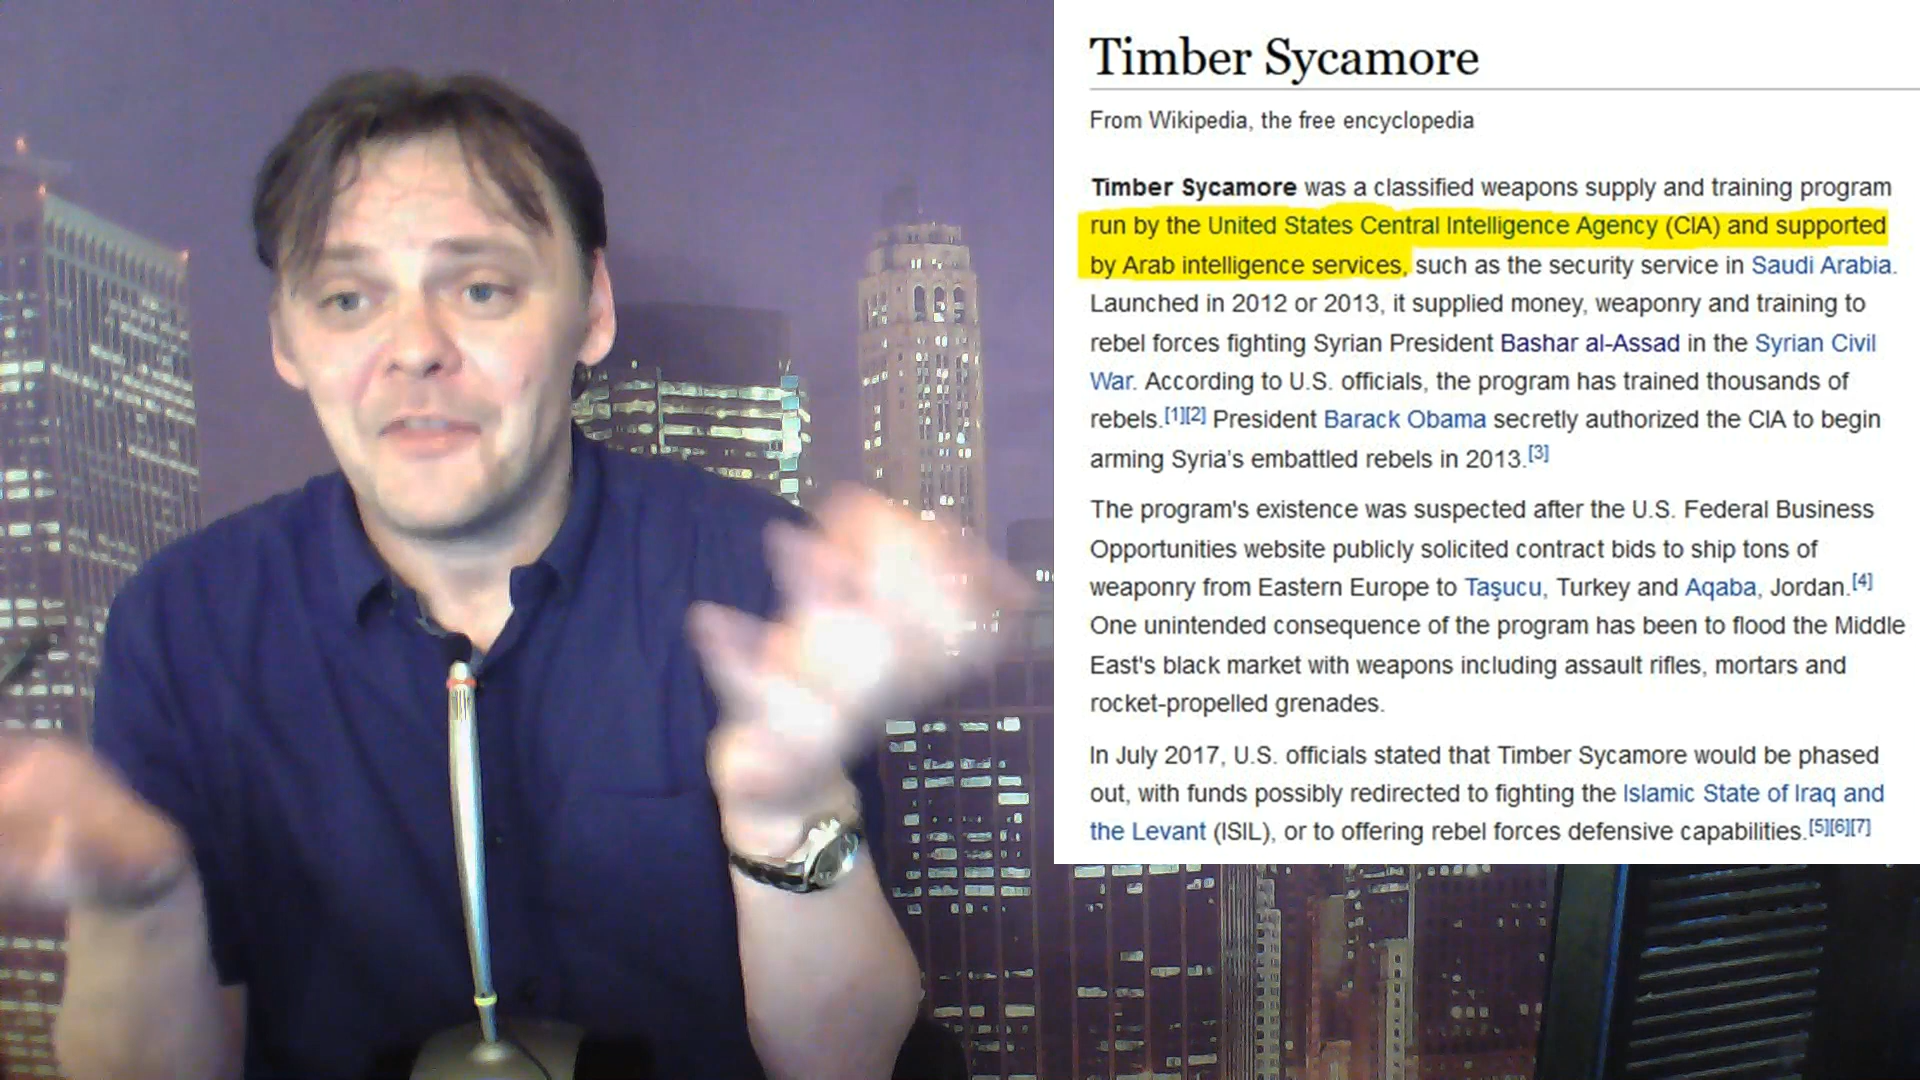 Timber Sycamore
From Wikipedia, the free encyclopedia
Timber Sycamore was a classified weapons supply and training program
run by the United States Central Intelligence Agency (CIA) and supported
by Arab intelligence services, such as the security service in Saudi Arabia.
Launched in 2012 or 2013, it supplied money, weaponry and training to
rebel forces fighting Syrian President Bashar al-Assad in the Syrian Civil
War. According to U.S. officials, the program has trained thousands of
rebels.[1][2] President Barack Obama secretly authorized the CIA to begin
arming Syria's embattled rebels in 2013.[3]
The program's existence was suspected after the U.S. Federal Business
Opportunities website publicly solicited contract bids to ship tons of
weaponry from Eastern Europe to Taşucu, Turkey and Aqaba, Jordan.[4]
One unintended consequence of the program has been to flood the Middle
East's black market with weapons including assault rifles, mortars and
rocket-propelled grenades.
In July 2017, U.S. officials stated that Timber Sycamore would be phased
out, with funds possibly redirected to fighting the Islamic State of Iraq and
the Levant (ISIL), or to offering rebel forces defensive capabilities.[5][6][7]